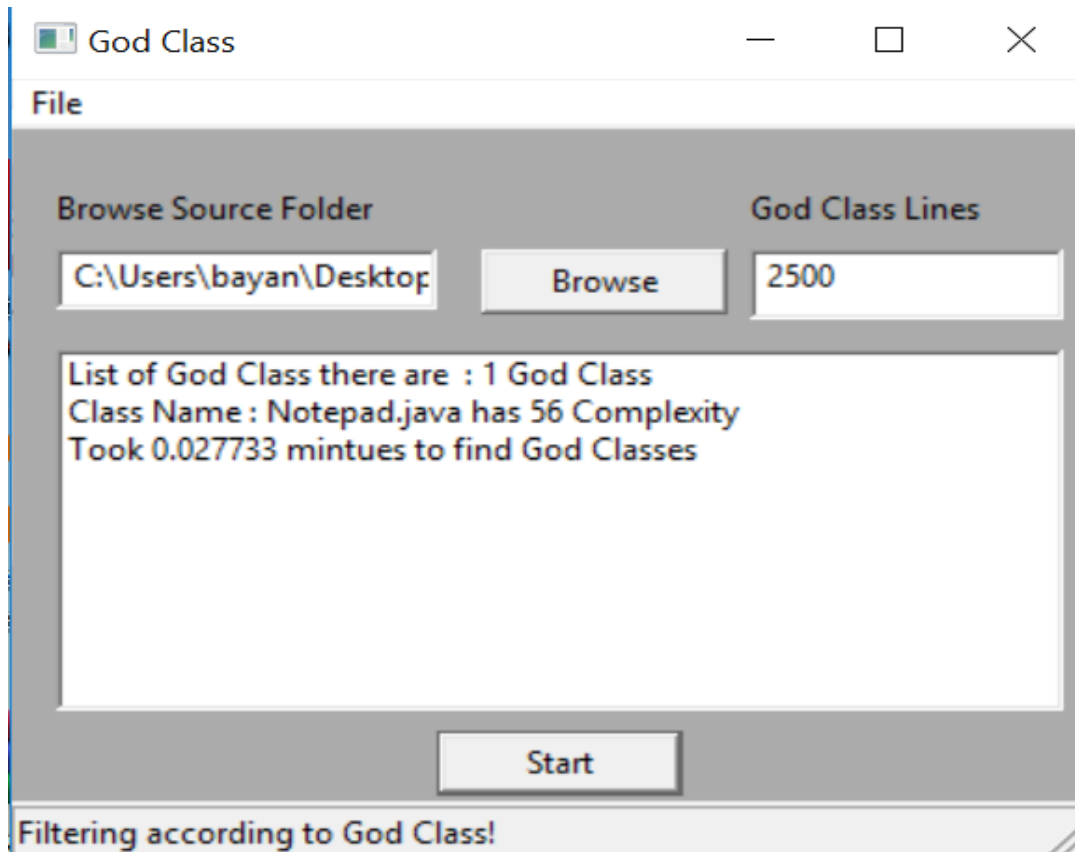 God Class
File
Browse Source Folder
God Class Lines
C:\Users\bayan\Desktop
Browse
2500
List of God Class there are  : 1 God Class
Class Name : Notepad.java has 56 Complexity
Took 0.027733 mintues to find God Classes
Start
Filtering according to God Class!